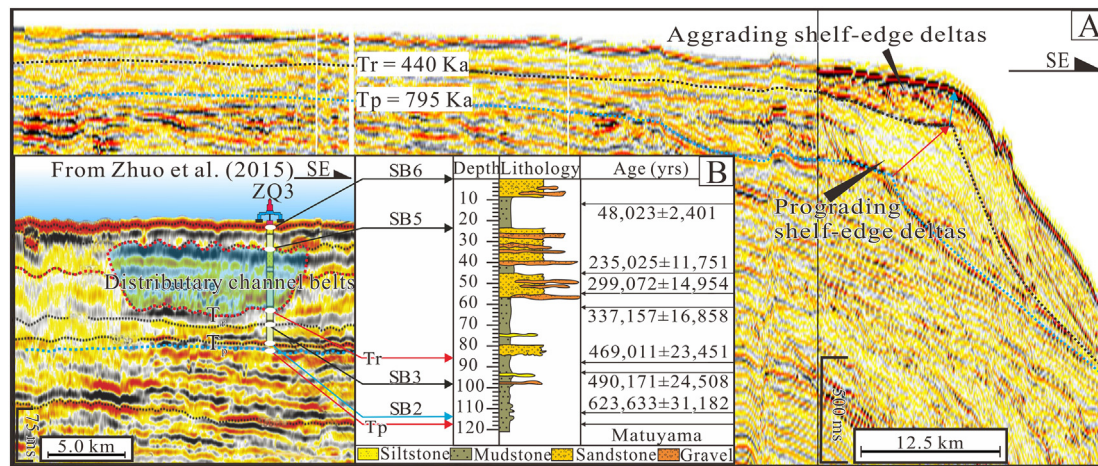 A
Aggrading shelf-edge deltas
SE
Tr = 440 Ka
Tp = 795 Ka
Prograding
shelf-edge deltas
500 ms
12.5 km
From Zhuo et al. (2015) SE
ZQ3
Distributary channel belts
T
T
75 ms
5.0 km
B
SB6
SB5
Tr
SB3
SB2
Tp
Depth Lithology Age (yrs)
10
20
30
40
50
60
70
80
90
100
110
120
48,023±2,401
235,025±11,751
299,072±14,954
337,157±16,858
469,011±23,451
490,171±24,508
623,633±31,182
Matuyama
Siltstone Mudstone Sandstone Gravel